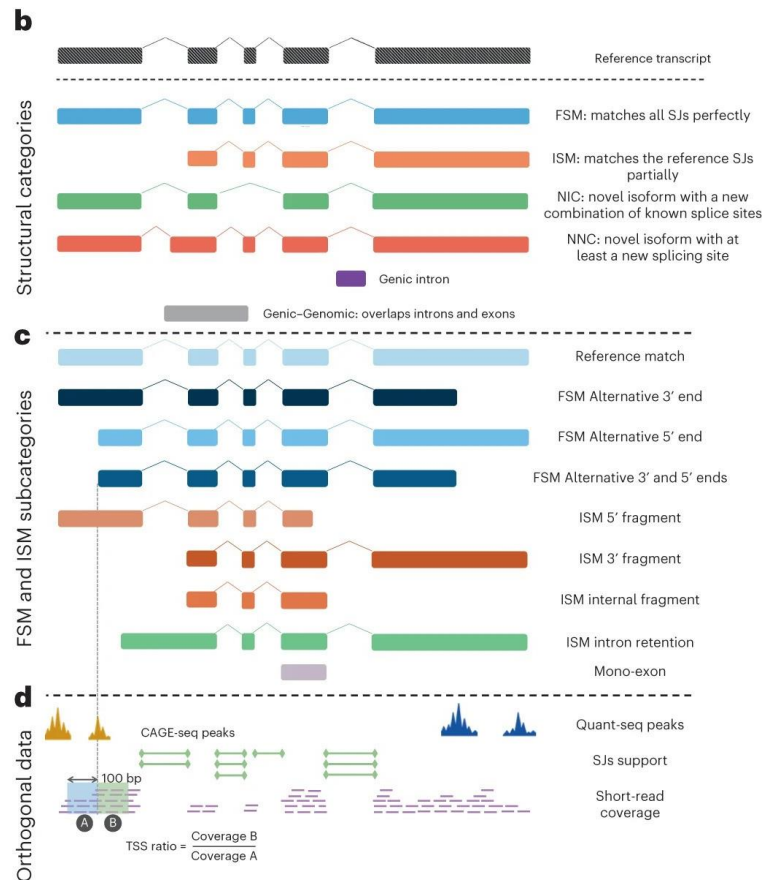 b
Structural categories
Reference transcript
FSM: matches all SJs perfectly
ISM: matches the reference SJs
partially
NIC: novel isoform with a new
combination of known splice sites
NNC: novel isoform with at
least a new splicing site
Genic intron
Genic–Genomic: overlaps introns and exons
c
FSM and ISM subcategories
Reference match
FSM Alternative 3′ end
FSM Alternative 5′ end
FSM Alternative 3′ and 5′ ends
ISM 5′ fragment
ISM 3′ fragment
ISM internal fragment
ISM intron retention
Mono-exon
d
Orthogonal data
Quant-seq peaks
CAGE-seq peaks
SJs support
100 bp
Short-read
coverage
A B
TSS ratio = Coverage B
Coverage A